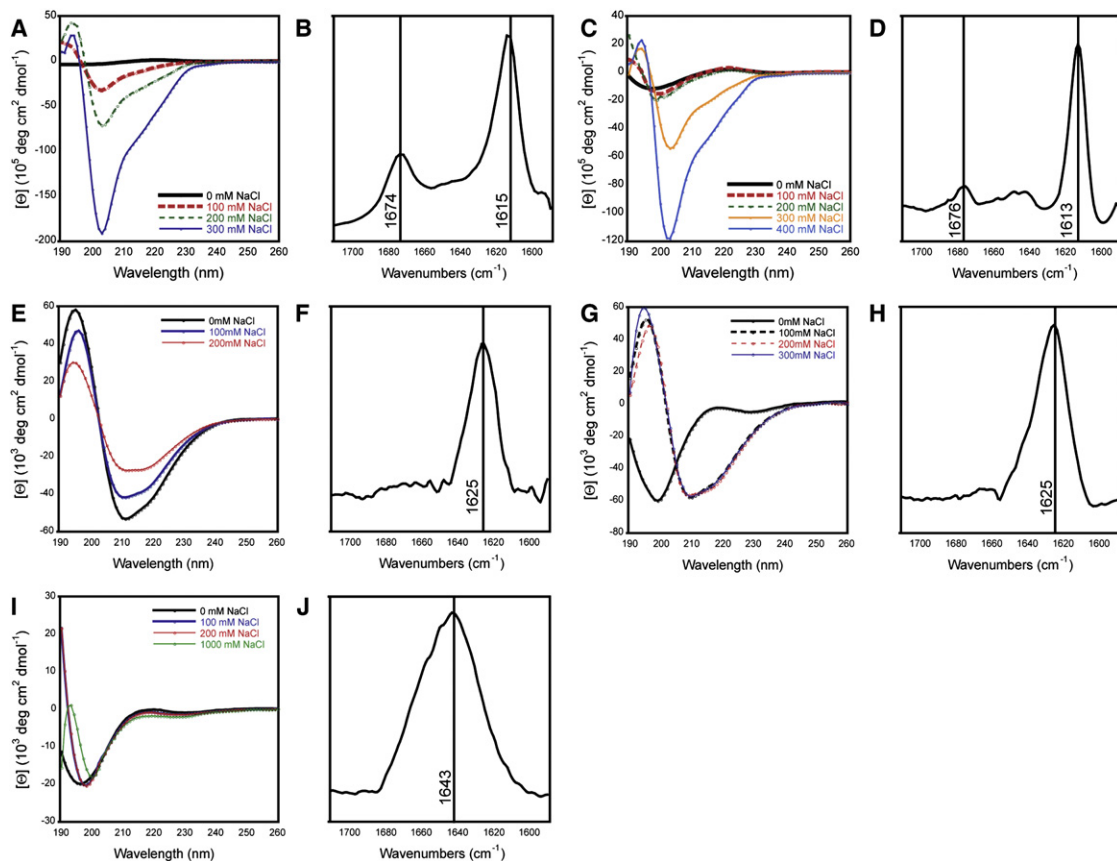 A
[Θ] (10⁵ deg cm² dmol⁻¹)
50
0
-50
-100
-150
-200
0 mM NaCl
100 mM NaCl
200 mM NaCl
300 mM NaCl
190 200 210 220 230 240 250 260
Wavelength (nm)
B
1674
1615
1700 1680 1660 1640 1620 1600
Wavenumbers (cm⁻¹)
C
[Θ] (10⁵ deg cm² dmol⁻¹)
40
20
0
-20
-40
-60
-80
-100
-120
0 mM NaCl
100 mM NaCl
200 mM NaCl
300 mM NaCl
400 mM NaCl
190 200 210 220 230 240 250 260
Wavelength (nm)
D
1676
1613
1700 1680 1660 1640 1620 1600
Wavenumbers (cm⁻¹)
E
[Θ] (10³ deg cm² dmol⁻¹)
60
40
20
0
-20
-40
-60
0mM NaCl
100mM NaCl
200mM NaCl
190 200 210 220 230 240 250 260
Wavelength (nm)
F
1625
1700 1680 1660 1640 1620 1600
Wavenumbers (cm⁻¹)
G
[Θ] (10³ deg cm² dmol⁻¹)
60
40
20
0
-20
-40
-60
-80
0mM NaCl
100mM NaCl
200mM NaCl
300mM NaCl
190 200 210 220 230 240 250 260
Wavelength (nm)
H
1625
1700 1680 1660 1640 1620 1600
Wavenumbers (cm⁻¹)
I
[Θ] (10³ deg cm² dmol⁻¹)
30
20
10
0
-10
-20
-30
0 mM NaCl
100 mM NaCl
200 mM NaCl
1000 mM NaCl
190 200 210 220 230 240 250 260
Wavelength (nm)
J
1643
1700 1680 1660 1640 1620 1600
Wavenumbers (cm⁻¹)